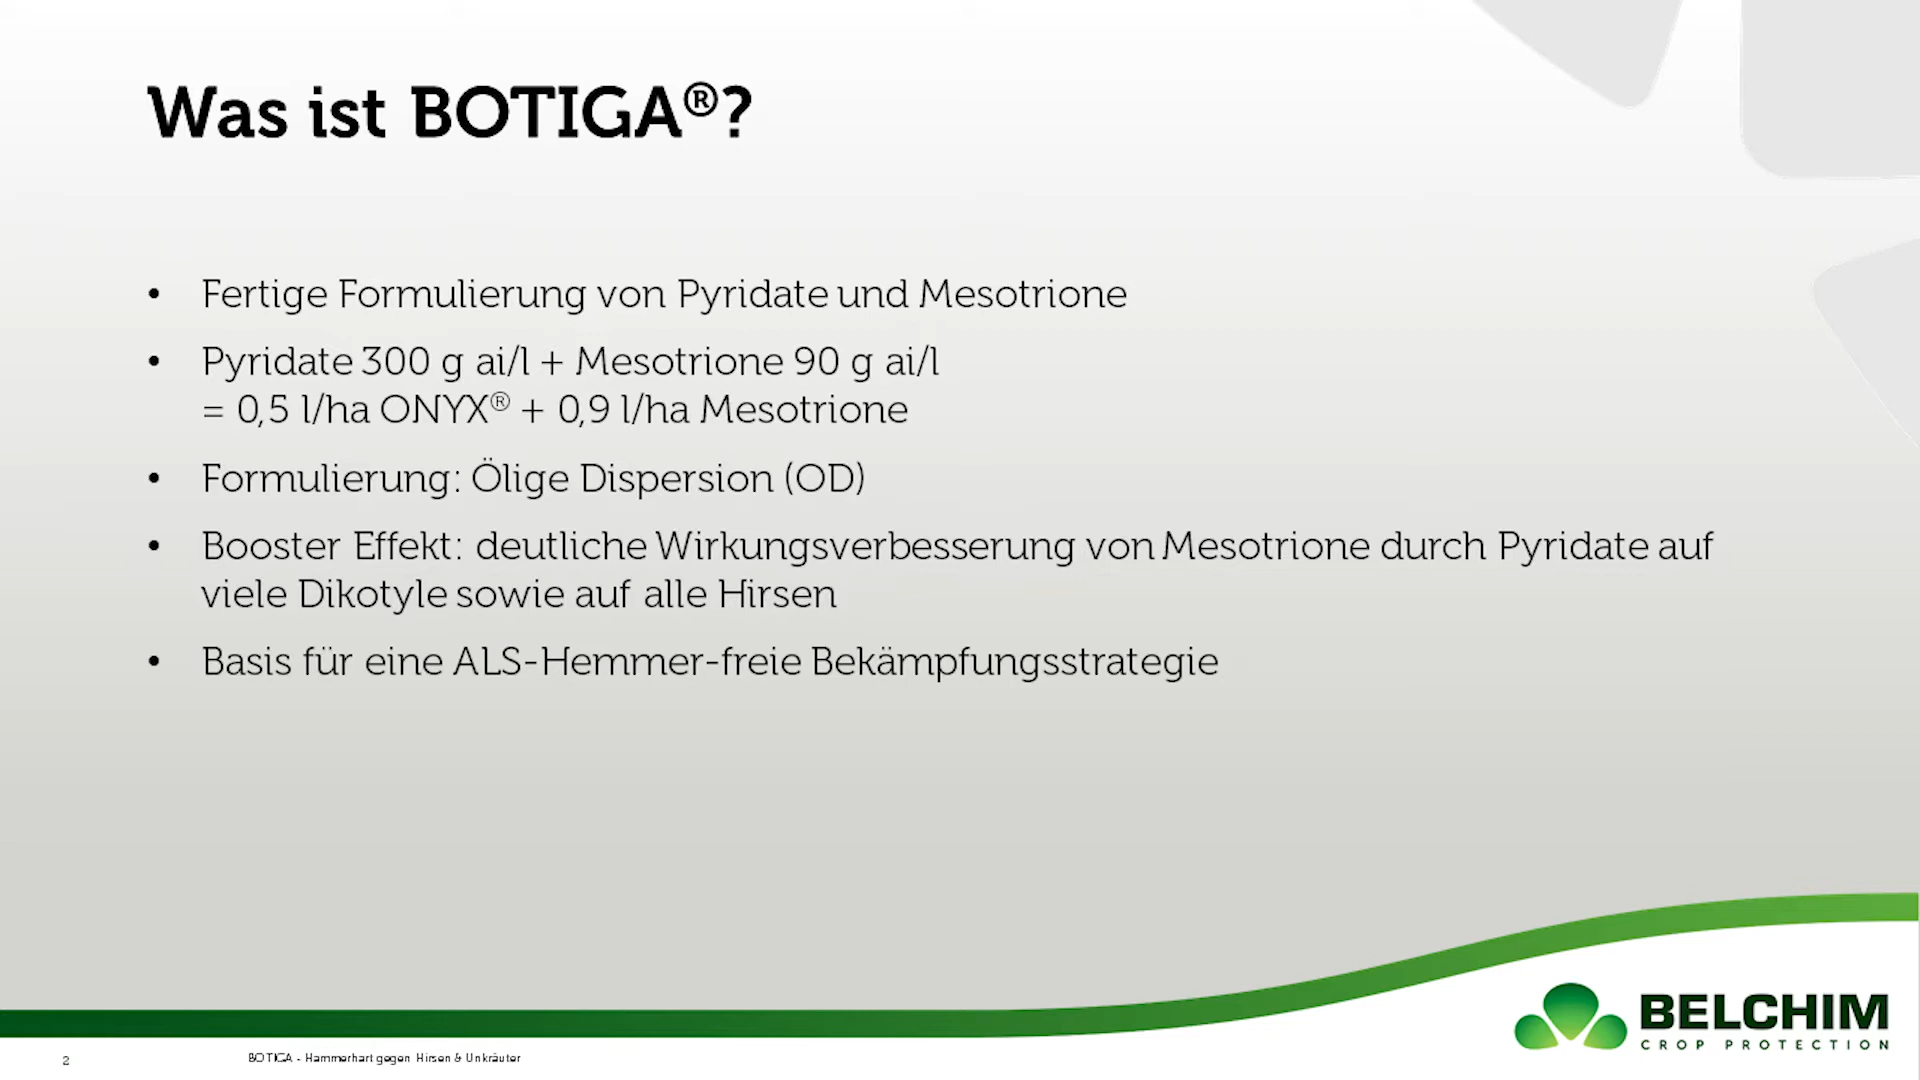 Was ist BOTIGA®?
• Fertige Formulierung von Pyridate und Mesotrione
• Pyridate 300 g ai/l + Mesotrione 90 g ai/l
= 0,5 l/ha ONYX® + 0,9 l/ha Mesotrione
• Formulierung: Ölige Dispersion (OD)
• Booster Effekt: deutliche Wirkungsverbesserung von Mesotrione durch Pyridate auf
viele Dikotyle sowie auf alle Hirsen
• Basis für eine ALS-Hemmer-freie Bekämpfungsstrategie
BELCHIM
CROP PROTECTION
2
BOTIGA - Hammerhart gegen Hirsen & Unkräuter